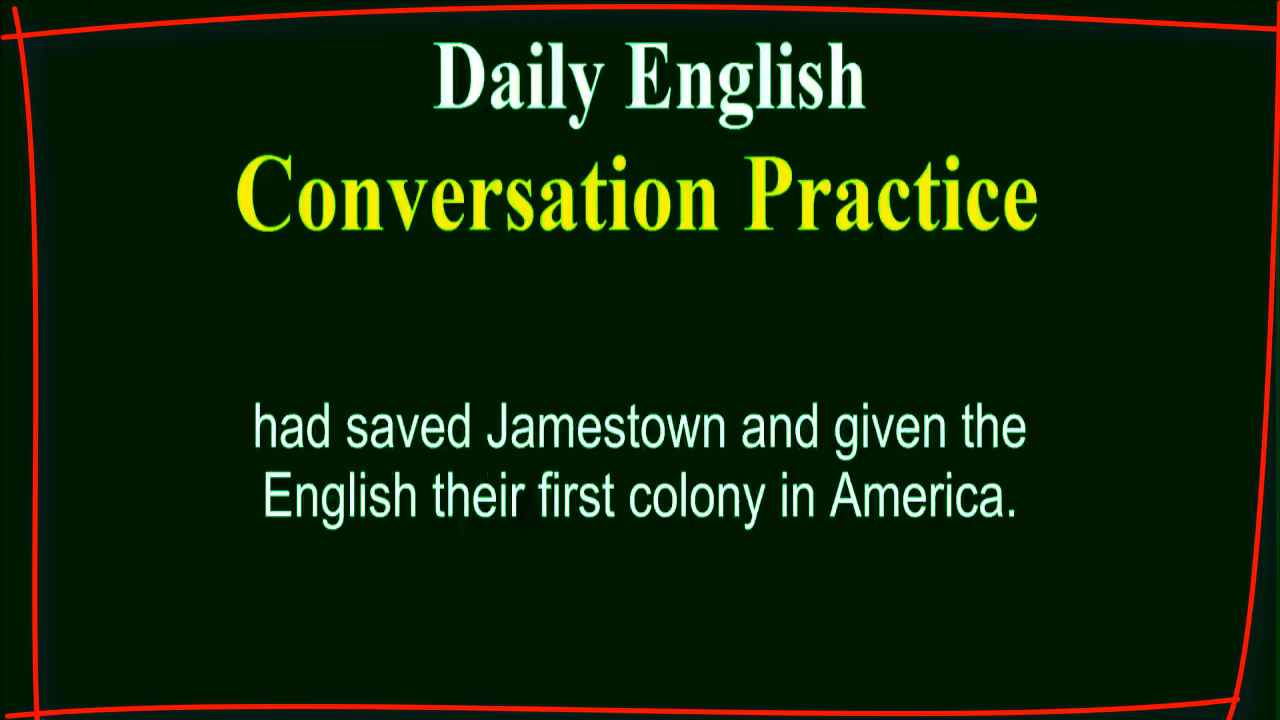 Daily English
Conversation Practice
had saved Jamestown and given the
English their first colony in America.